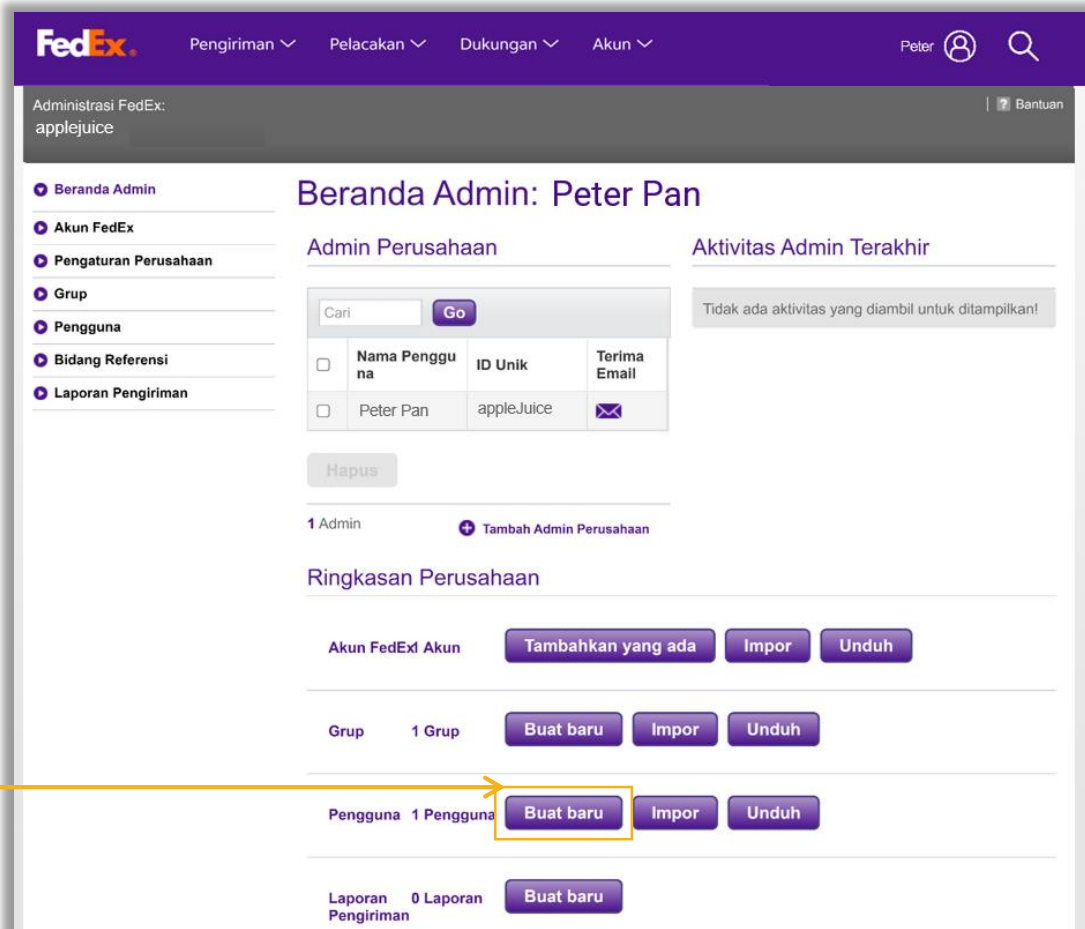 FedEx.
Pengiriman Pelacakan Dukungan Akun Peter
Administrasi FedEx:
applejuice
| ? Bantuan
Beranda Admin
Akun FedEx
Pengaturan Perusahaan
Grup
Pengguna
Bidang Referensi
Laporan Pengiriman
Beranda Admin: Peter Pan
Admin Perusahaan
Cari Go
Nama Penggu
na
ID Unik
Terima
Email
Peter Pan appleJuice
Hapus
1 Admin Tambah Admin Perusahaan
Aktivitas Admin Terakhir
Tidak ada aktivitas yang diambil untuk ditampilkan!
Ringkasan Perusahaan
Akun FedEx1 Akun Tambahkan yang ada Impor Unduh
Grup 1 Grup Buat baru Impor Unduh
Pengguna 1 Pengguna Buat baru Impor Unduh
Laporan 0 Laporan Buat baru
Pengiriman